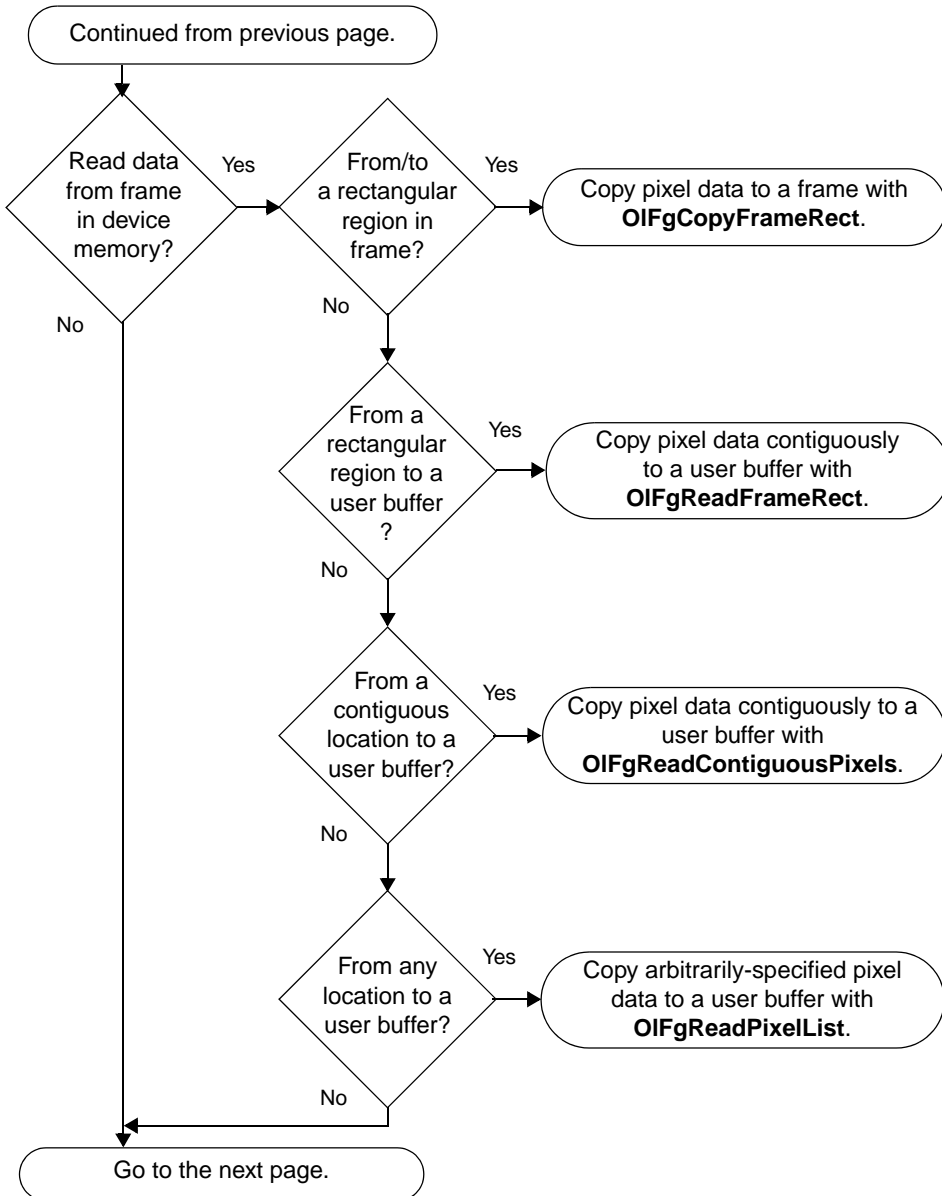 Continued from previous page.
Read data
from frame
in device
memory?
Yes
No
From/to
a rectangular
region in
frame?
Yes
No
Copy pixel data to a frame with
OlFgCopyFrameRect.
From a
rectangular
region to a
user buffer
?
Yes
No
Copy pixel data contiguously
to a user buffer with
OlFgReadFrameRect.
From a
contiguous
location to a
user buffer?
Yes
No
Copy pixel data contiguously to a
user buffer with
OlFgReadContiguousPixels.
From any
location to a
user buffer?
Yes
No
Copy arbitrarily-specified pixel
data to a user buffer with
OlFgReadPixelList.
Go to the next page.